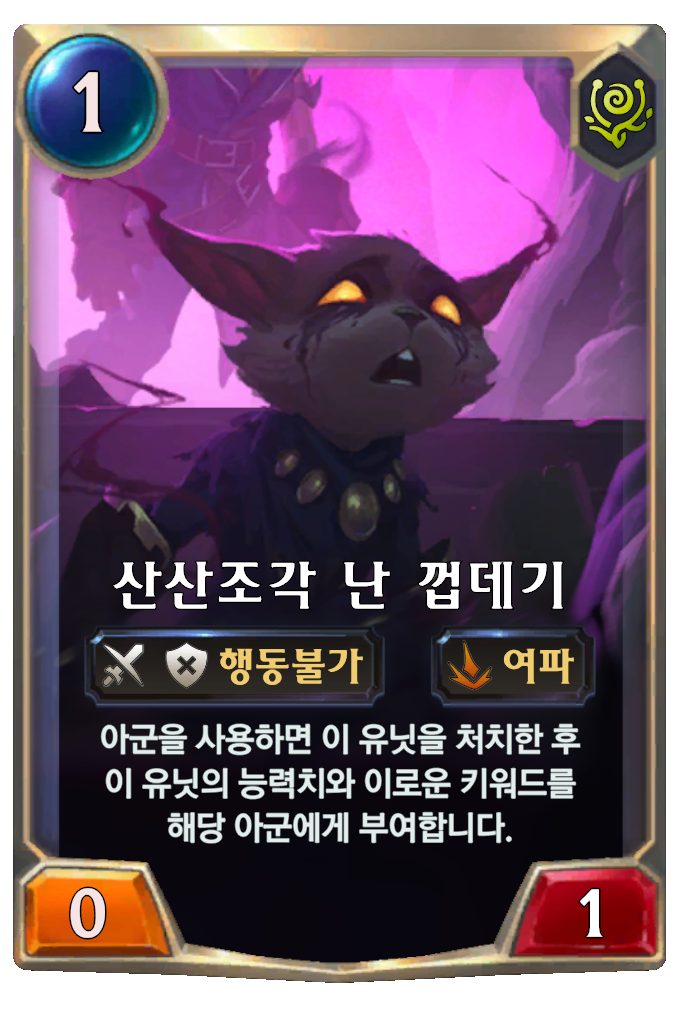 1
산산조각 난 껍데기
행동불가 여파
아군을 사용하면 이 유닛을 처치한 후
이 유닛의 능력치와 이로운 키워드를
해당 아군에게 부여합니다.
0 1